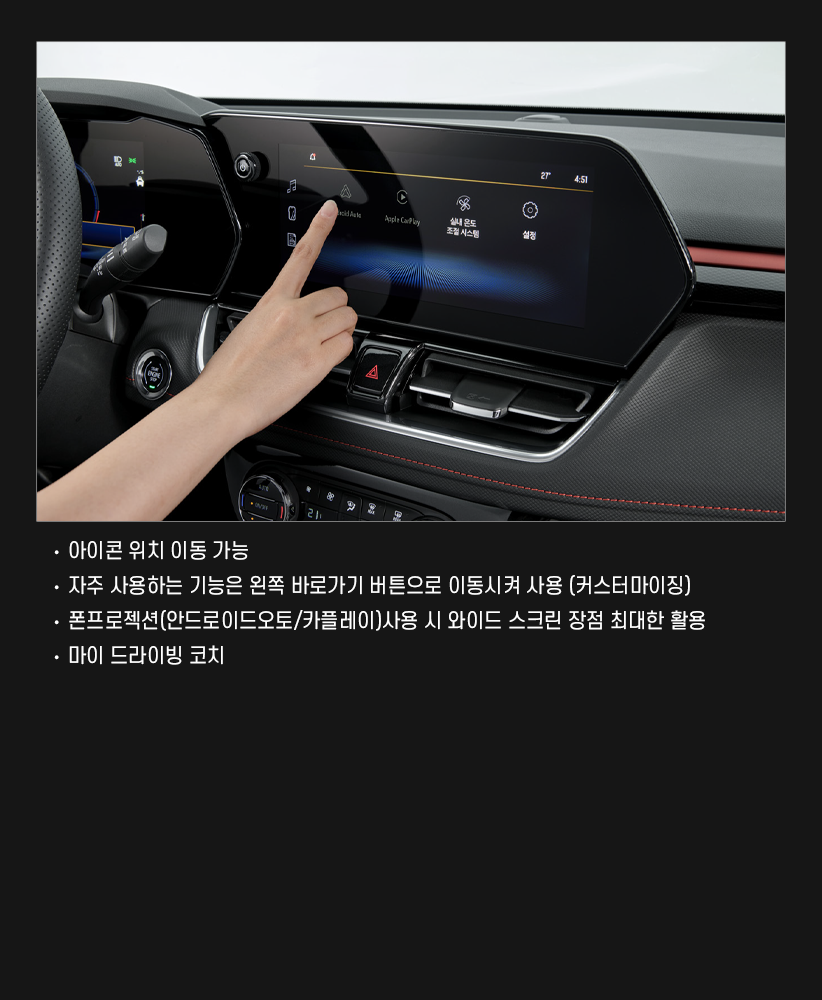 27°
4:51
Android Auto
Apple CarPlay
실내 온도
조절 시스템
설정
ENGINE
21
• 아이콘 위치 이동 가능
• 자주 사용하는 기능은 왼쪽 바로가기 버튼으로 이동시켜 사용 (커스터마이징)
• 폰프로젝션(안드로이드오토/카플레이)사용 시 와이드 스크린 장점 최대한 활용
• 마이 드라이빙 코치